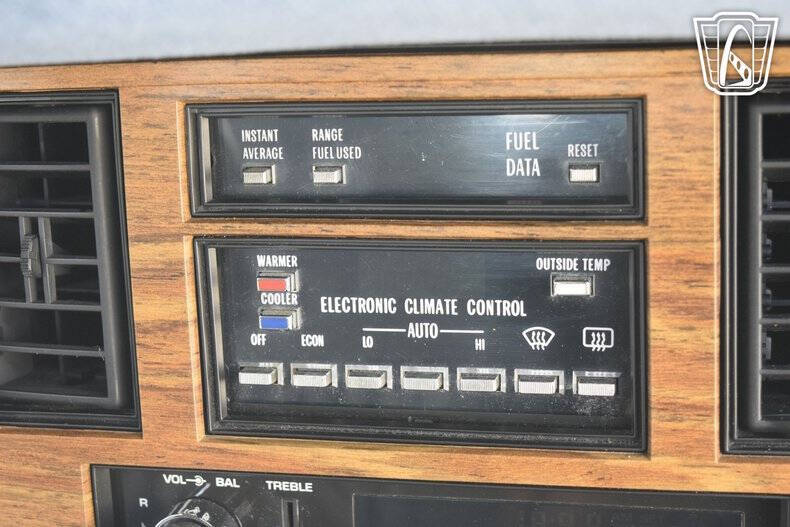 INSTANT RANGE
AVERAGE FUEL USED
FUEL
DATA
RESET
WARMER
COOLER
OUTSIDE TEMP
ELECTRONIC CLIMATE CONTROL
OFF ECON LO AUTO HI
VOL BAL TREBLE
R